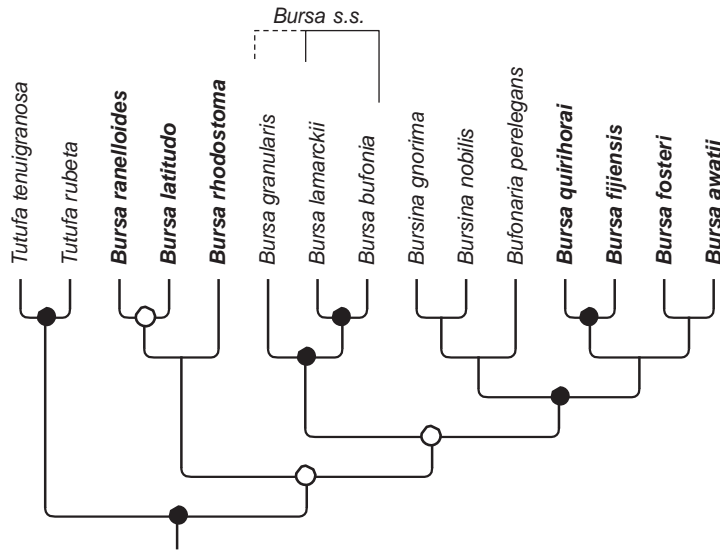 Bursa s.s.
Tutufa tenuigranosa
Tutufa rubeta
Bursa ranelloides
Bursa latitudo
Bursa rhodostoma
Bursa granularis
Bursa lamarckii
Bursa bufonia
Bursina gnorima
Bursina nobilis
Bufonaria perelegans
Bursa quirihorai
Bursa fijiensis
Bursa fosteri
Bursa awatii